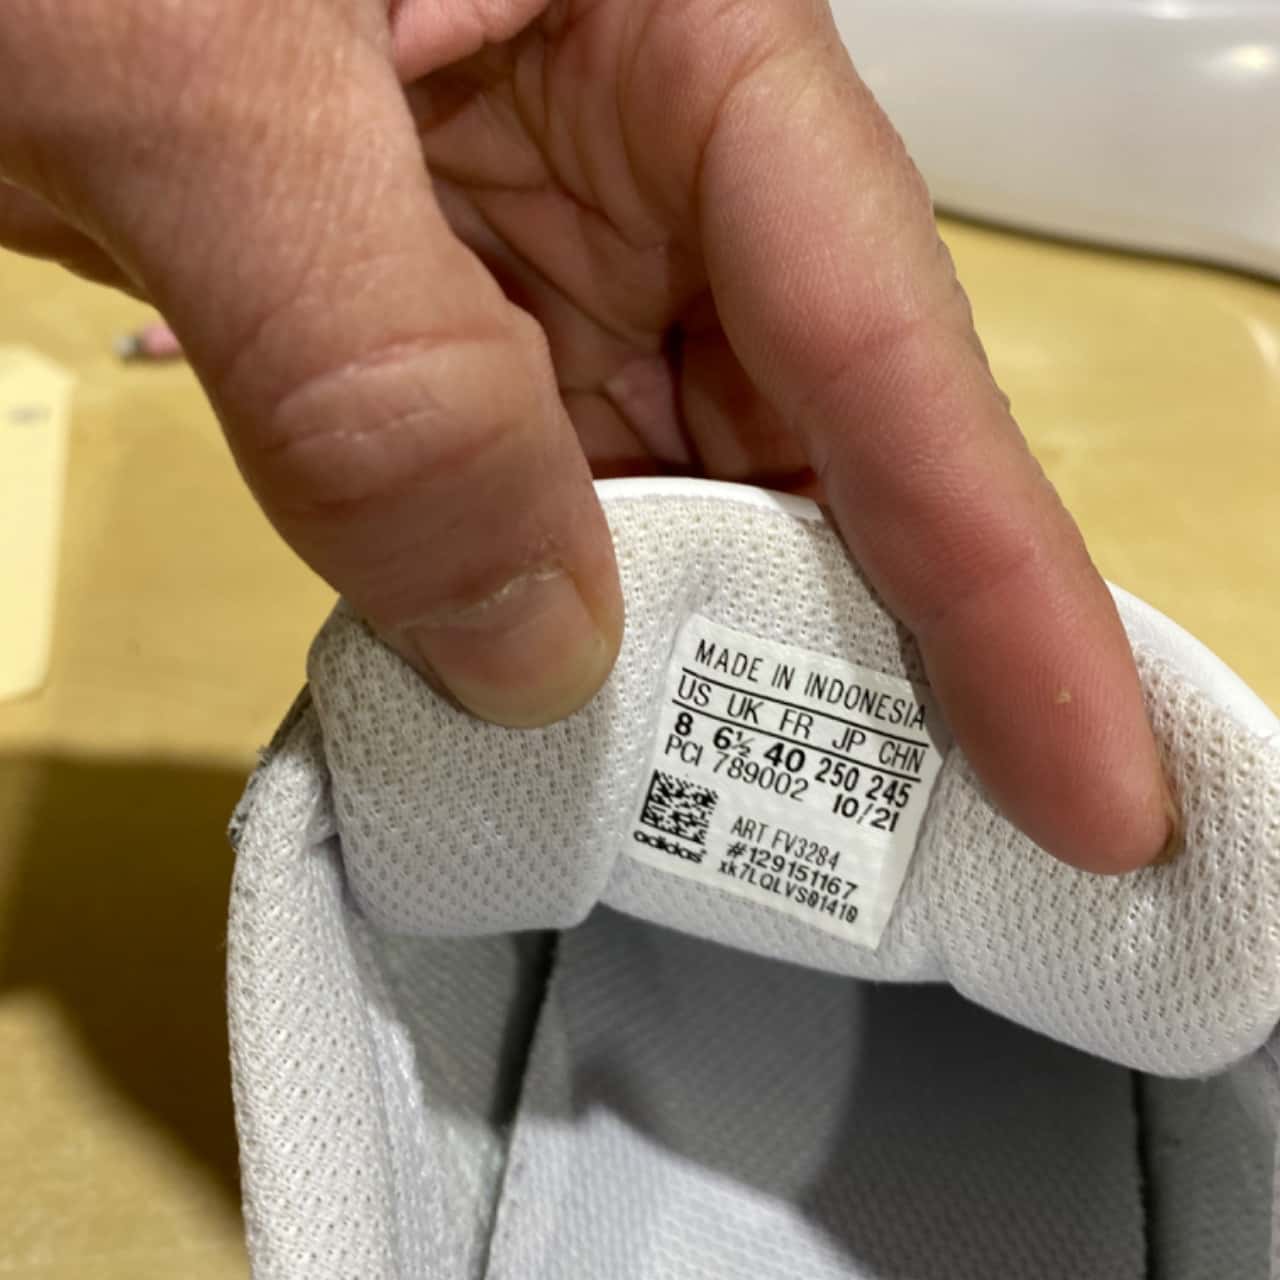 MADE IN INDONESIA
US UK FR JP CHN
8 6½ 40 250 245
PCI 789002 10/21
ART FV3284
#129151167
xk7LQLVS01410
adidas